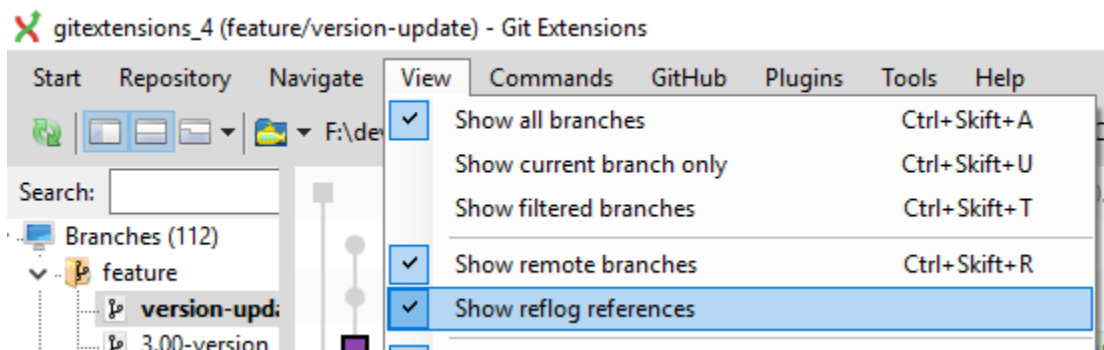 gitextensions_4 (feature/version-update) - Git Extensions
Start Repository Navigate View Commands GitHub Plugins Tools Help
F:\de
Show all branches Ctrl+Skift+A
Show current branch only Ctrl+Skift+U
Search:
Show filtered branches Ctrl+Skift+T
Branches (112)
Show remote branches Ctrl+Skift+R
feature
Show reflog references
version-upd
3.00-version